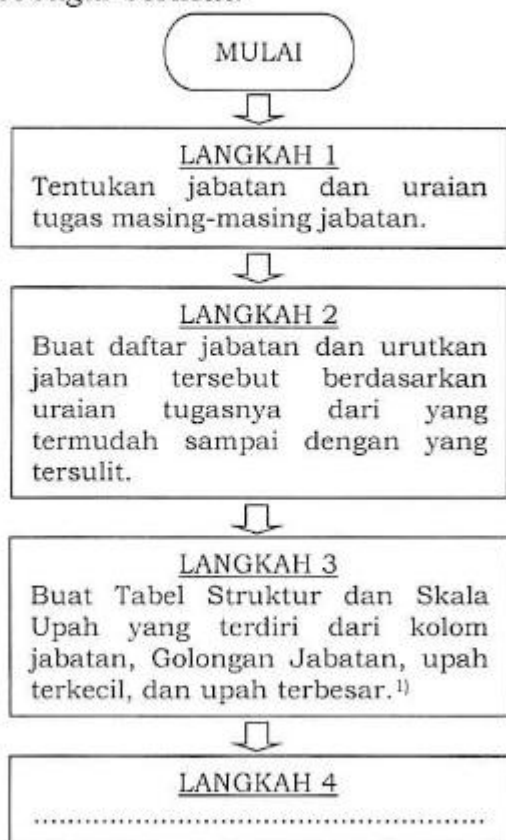 MULAI
LANGKAH 1
Tentukan jabatan dan uraian
tugas masing-masing jabatan.
LANGKAH 2
Buat daftar jabatan dan urutkan
jabatan tersebut berdasarkan
uraian tugasnya dari yang
termudah sampai dengan yang
tersulit.
LANGKAH 3
Buat Tabel Struktur dan Skala
Upah yang terdiri dari kolom
jabatan, Golongan Jabatan, upah
terkecil, dan upah terbesar.¹⁾
LANGKAH 4
..................................................